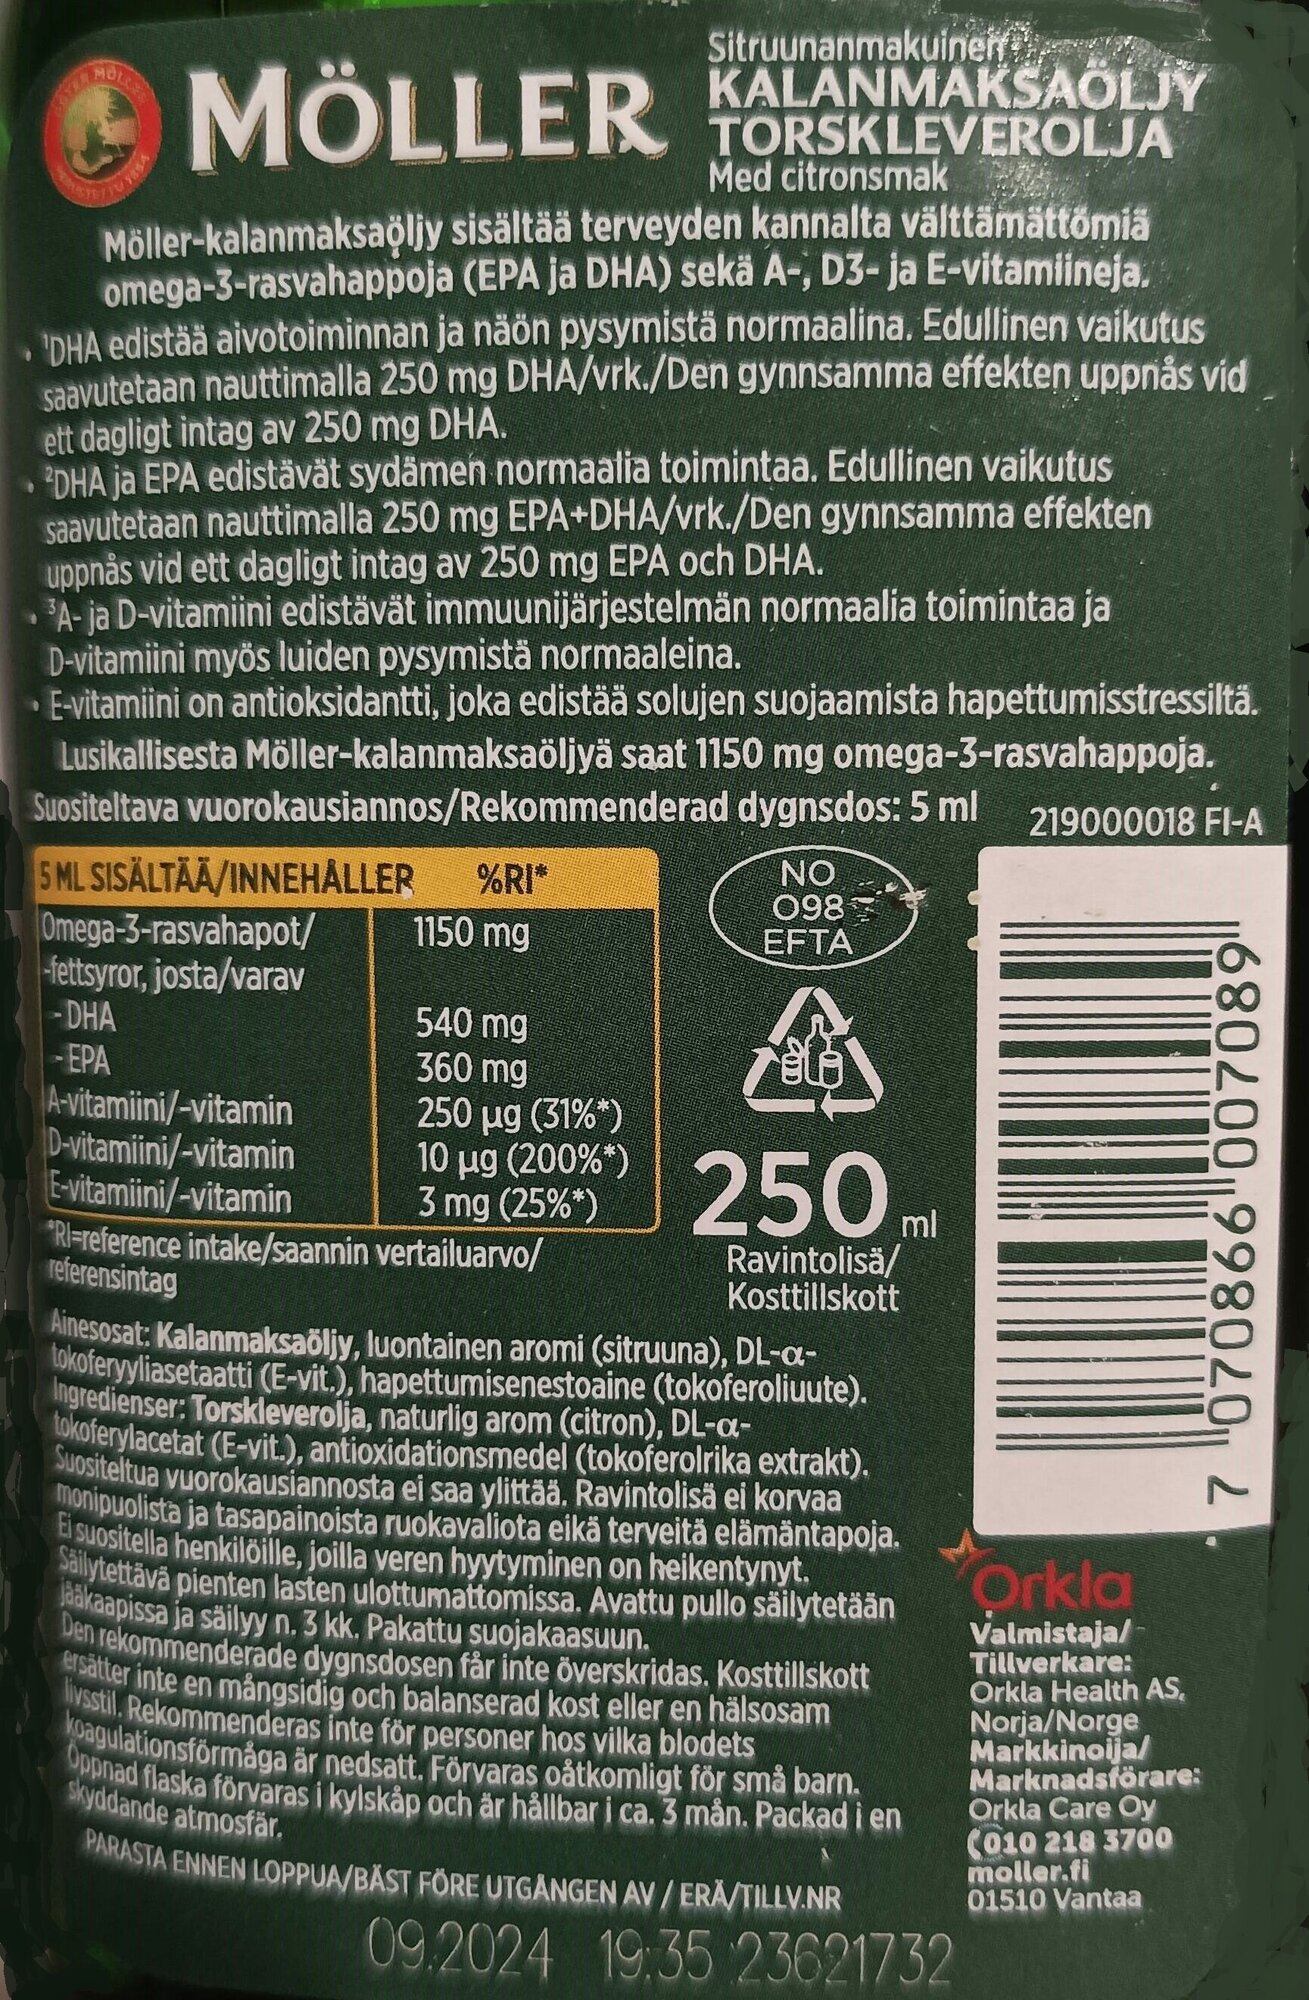 MÖLLER
Sitruunanmakuinen
KALANMAKSAÖLJY
TORSKLEVEROLJA
Med citronsmak
Möller-kalanmaksaöljy sisältää terveyden kannalta välttämättömiä
omega-3-rasvahappoja (EPA ja DHA) sekä A-, D3- ja E-vitamiineja.
• ¹DHA edistää aivotoiminnan ja näön pysymistä normaalina. Edullinen vaikutus
saavutetaan nauttimalla 250 mg DHA/vrk./Den gynnsamma effekten uppnås vid
ett dagligt intag av 250 mg DHA.
• ²DHA ja EPA edistävät sydämen normaalia toimintaa. Edullinen vaikutus
saavutetaan nauttimalla 250 mg EPA+DHA/vrk./Den gynnsamma effekten
uppnås vid ett dagligt intag av 250 mg EPA och DHA.
• ³A- ja D-vitamiini edistävät immuunijärjestelmän normaalia toimintaa ja
D-vitamiini myös luiden pysymistä normaaleina.
• E-vitamiini on antioksidantti, joka edistää solujen suojaamista hapettumisstressiltä.
Lusikallisesta Möller-kalanmaksaöljyä saat 1150 mg omega-3-rasvahappoja.
Suositeltava vuorokausiannos/Rekommenderad dygnsdos: 5 ml
219000018 FI-A
5 ML SISÄLTÄÄ/INNEHÅLLER %RI*
Omega-3-rasvahapot/ 1150 mg
-fettsyror, josta/varav
- DHA 540 mg
- EPA 360 mg
A-vitamiini/-vitamin 250 µg (31%*)
D-vitamiini/-vitamin 10 µg (200%*)
E-vitamiini/-vitamin 3 mg (25%*)
*RI=reference intake/saannin vertailuarvo/
referensintag
NO
098
EFTA
250 ml
Ravintolisä/
Kosttillskott
7 070866 007089
Ainesosat: Kalanmaksaöljy, luontainen aromi (sitruuna), DL-α-
tokoferyyliasetaatti (E-vit.), hapettumisenestoaine (tokoferoliuute).
Ingredienser: Torskleverolja, naturlig arom (citron), DL-α-
tokoferylacetat (E-vit.), antioxidationsmedel (tokoferolrika extrakt).
Suositeltua vuorokausiannosta ei saa ylittää. Ravintolisä ei korvaa
monipuolista ja tasapainoista ruokavaliota eikä terveitä elämäntapoja.
Ei suositella henkilöille, joilla veren hyytyminen on heikentynyt.
Säilytettävä pienten lasten ulottumattomissa. Avattu pullo säilytetään
jääkaapissa ja säilyy n. 3 kk. Pakattu suojakaasuun.
Den rekommenderade dygnsdosen får inte överskridas. Kosttillskott
ersätter inte en mångsidig och balanserad kost eller en hälsosam
livsstil. Rekommenderas inte för personer hos vilka blodets
koagulationsförmåga är nedsatt. Förvaras oåtkomligt för små barn.
Öppnad flaska förvaras i kylskåp och är hållbar i ca. 3 mån. Packad i en
skyddande atmosfär.
PARASTA ENNEN LOPPUA/BÄST FÖRE UTGÅNGEN AV / ERÄ/TILLV.NR
09.2024 19:35 23621732
Orkla
Valmistaja/
Tillverkare:
Orkla Health AS,
Norja/Norge
Markkinoija/
Marknadsförare:
Orkla Care Oy
010 218 3700
moller.fi
01510 Vantaa